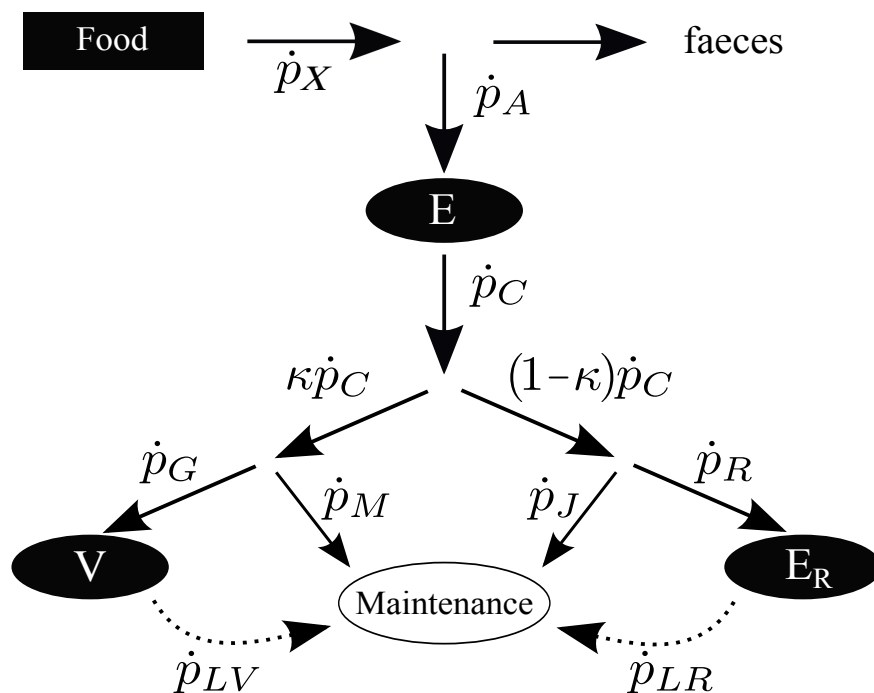 Food
faeces
ṗ_X
ṗ_A
E
ṗ_C
κṗ_C
(1-κ)ṗ_C
ṗ_G
ṗ_M
ṗ_J
ṗ_R
V
Maintenance
E_R
ṗ_LV
ṗ_LR